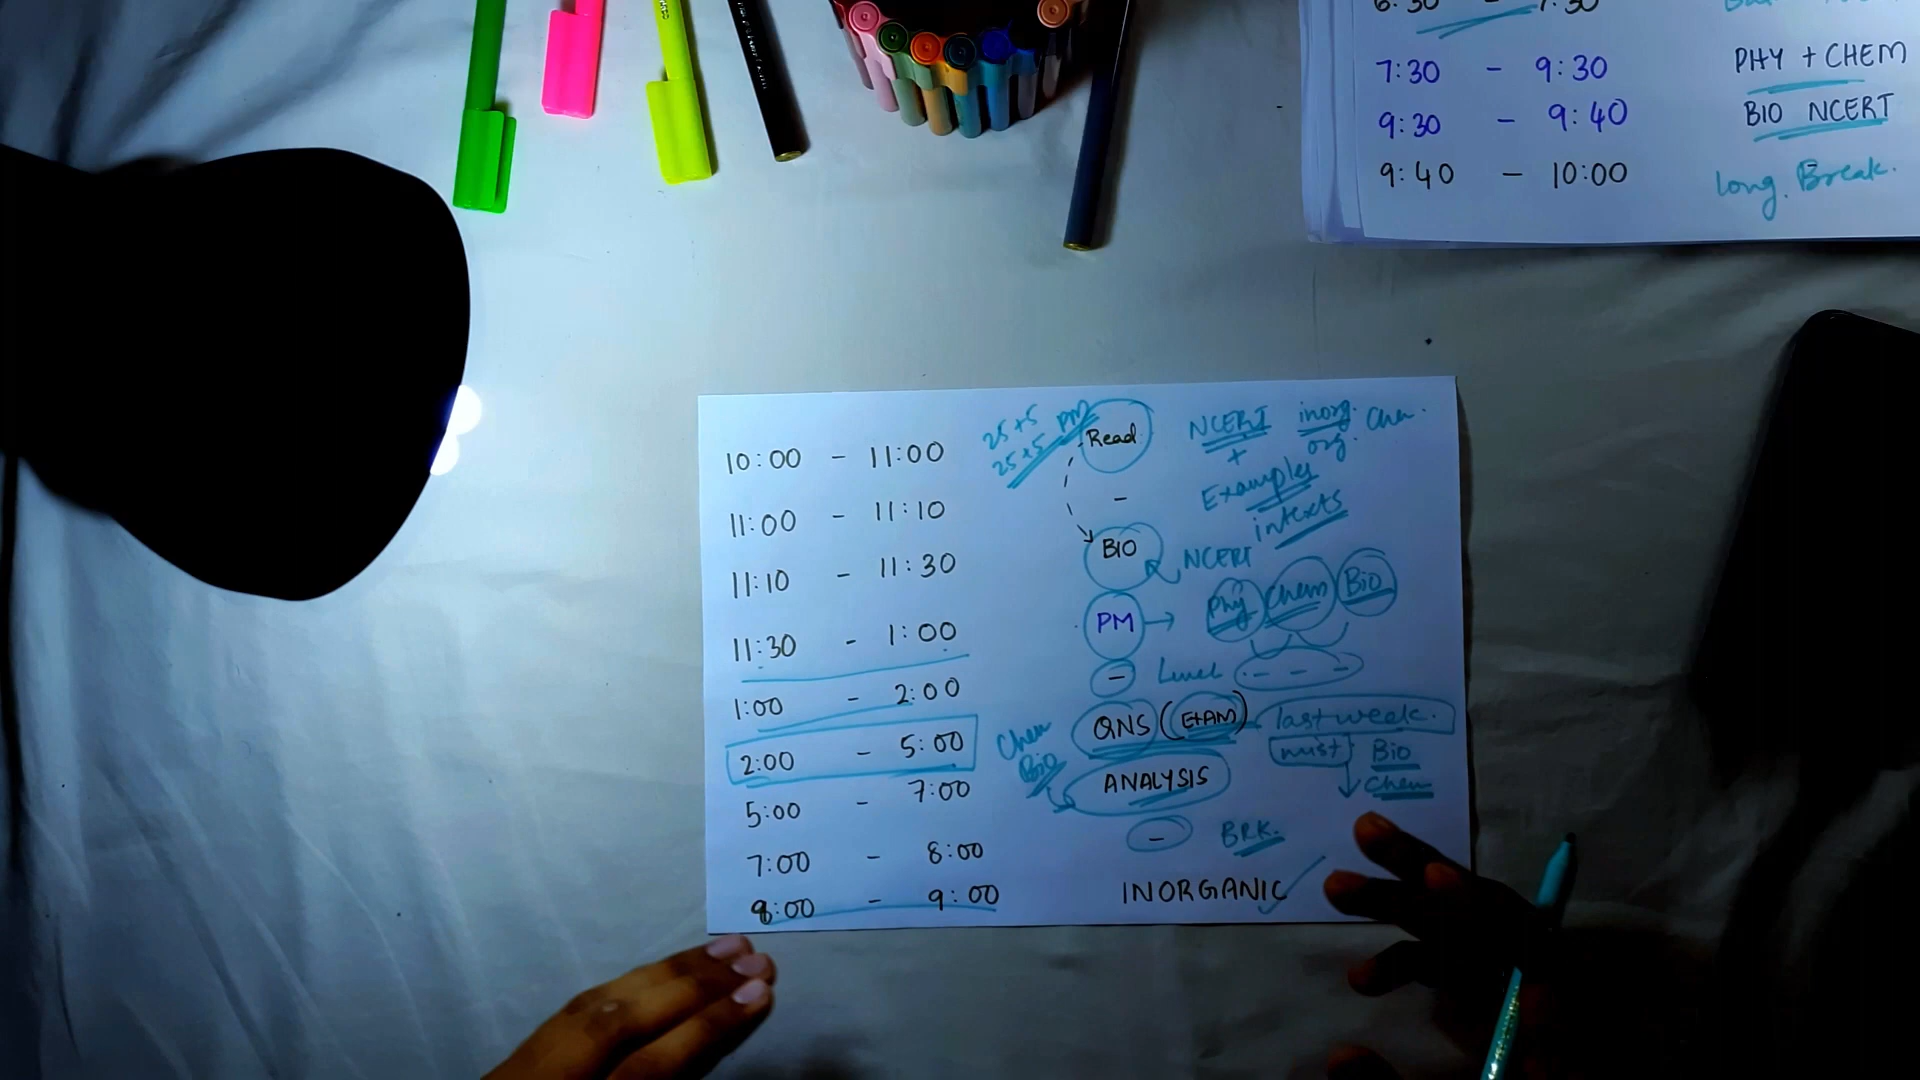 6:30 - 7:30
7:30 - 9:30 PHY + CHEM
9:30 - 9:40 BIO NCERT
9:40 - 10:00 long. Break.
10:00 - 11:00 25+5 25+5 PM Read NCERT + Examples intexts inorg. org. Chem.
11:00 - 11:10 -
11:10 - 11:30 BIO NCERT
11:30 - 1:00 PM → Phy Chem Bio
1:00 - 2:00 - Lunch - - -
2:00 - 5:00 QNS (EXAM) last week.
must Bio Chem
5:00 - 7:00 Chem Bio ANALYSIS
7:00 - 8:00 - BRK.
8:00 - 9:00 INORGANIC